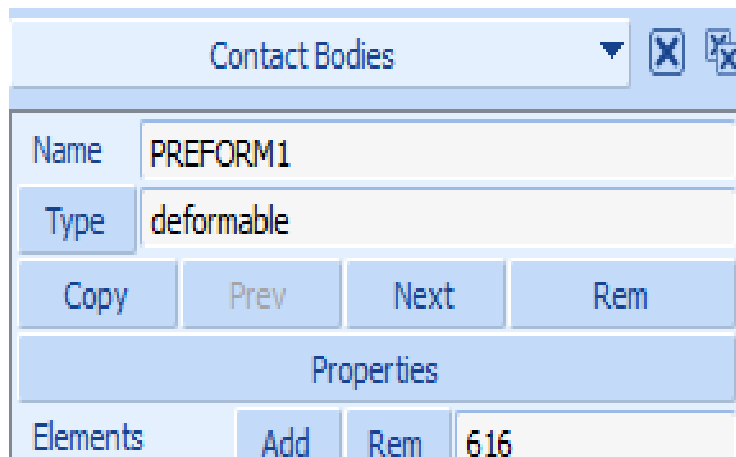 Contact Bodies
Name PREFORM1
Type deformable
Copy Prev Next Rem
Properties
Elements Add Rem 616